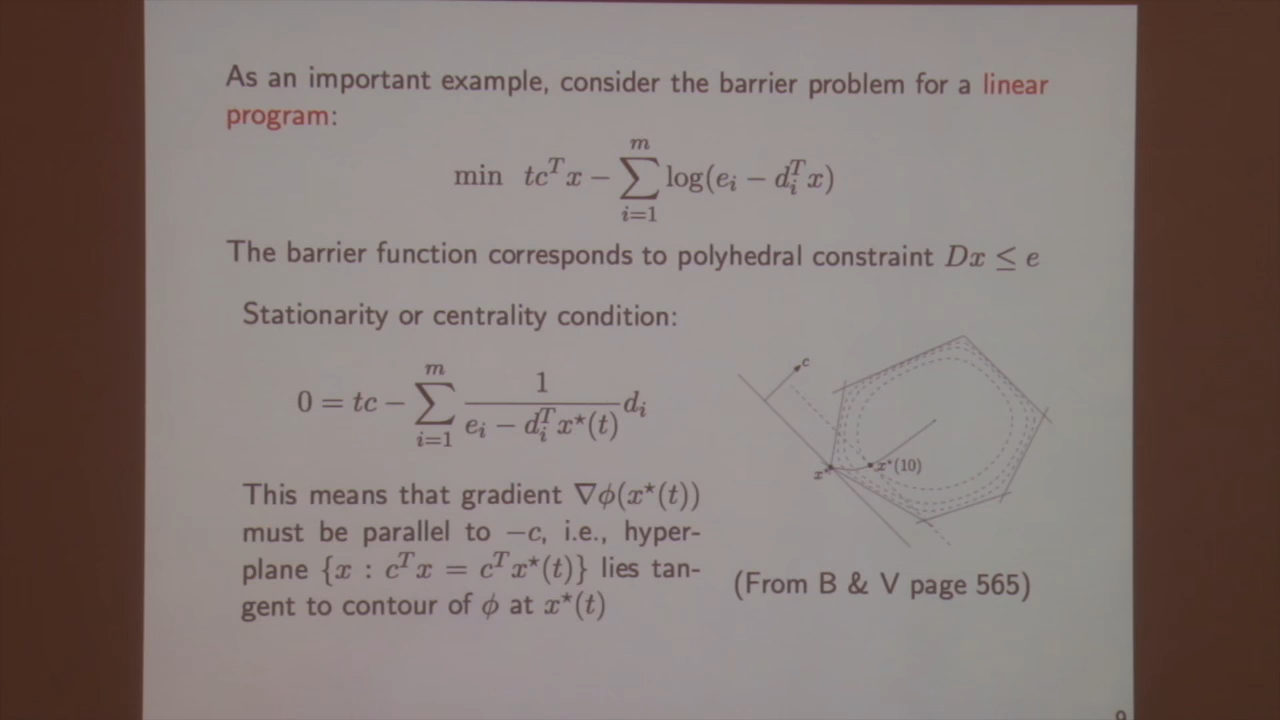 As an important example, consider the barrier problem for a linear
program:
min tc^T x − ∑_{i=1}^{m} log(e_i − d_i^T x)
The barrier function corresponds to polyhedral constraint Dx ≤ e
Stationarity or centrality condition:
0 = tc − ∑_{i=1}^{m} \frac{1}{e_i − d_i^T x^⋆(t)} d_i
c
x^⋆
x^⋆(10)
This means that gradient ∇ϕ(x^⋆(t))
must be parallel to −c, i.e., hyper-
plane {x : c^T x = c^T x^⋆(t)} lies tan-
gent to contour of ϕ at x^⋆(t)
(From B & V page 565)